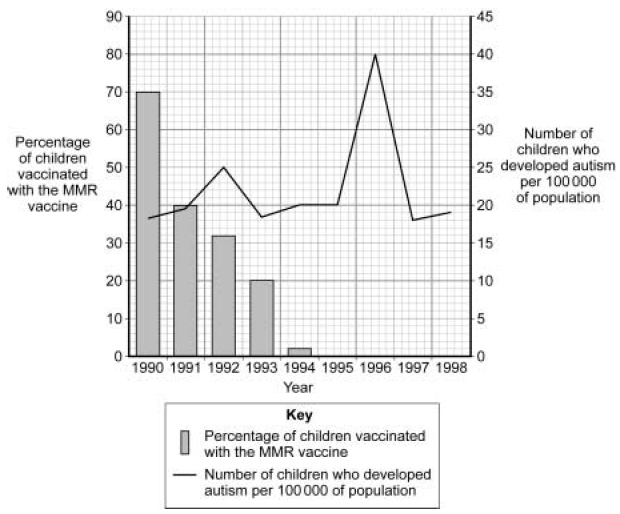 90
80
70
60
50
40
30
20
10
0
Percentage
of children
vaccinated
with the MMR
vaccine
45
40
35
30
25
20
15
10
5
0
Number of
children who
developed autism
per 100 000
of population
1990 1991 1992 1993 1994 1995 1996 1997 1998
Year
Key
Percentage of children vaccinated
with the MMR vaccine
Number of children who developed
autism per 100 000 of population